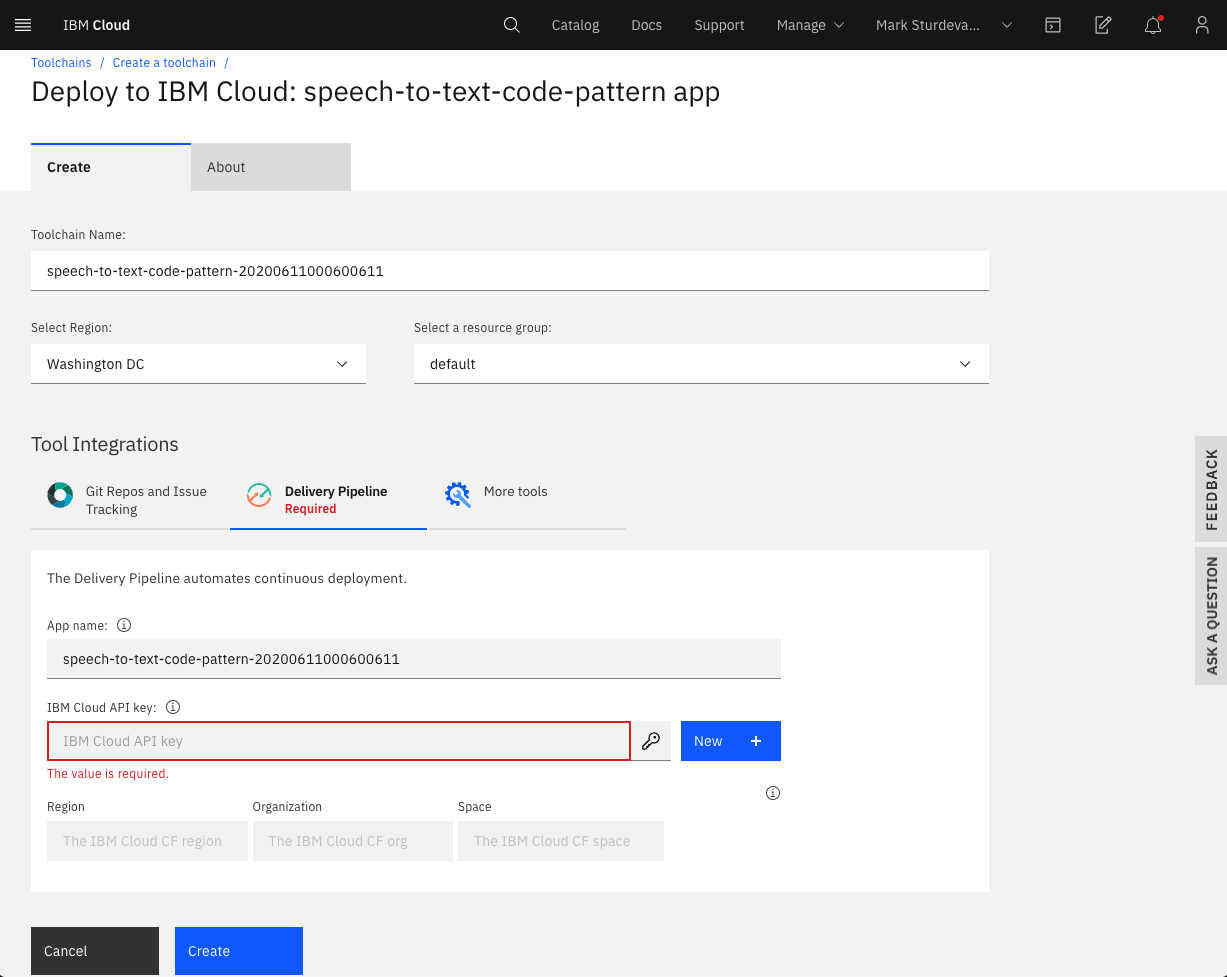 IBM Cloud
Catalog
Docs
Support
Manage
Mark Sturdeva...
Toolchains / Create a toolchain /
Deploy to IBM Cloud: speech-to-text-code-pattern app
Create
About
Toolchain Name:
speech-to-text-code-pattern-20200611000600611
Select Region:
Select a resource group:
Washington DC
default
Tool Integrations
Git Repos and Issue
Tracking
Delivery Pipeline
Required
More tools
The Delivery Pipeline automates continuous deployment.
App name:
speech-to-text-code-pattern-20200611000600611
IBM Cloud API key:
IBM Cloud API key
New +
The value is required.
Region
Organization
Space
The IBM Cloud CF region
The IBM Cloud CF org
The IBM Cloud CF space
Cancel
Create
FEEDBACK
ASK A QUESTION